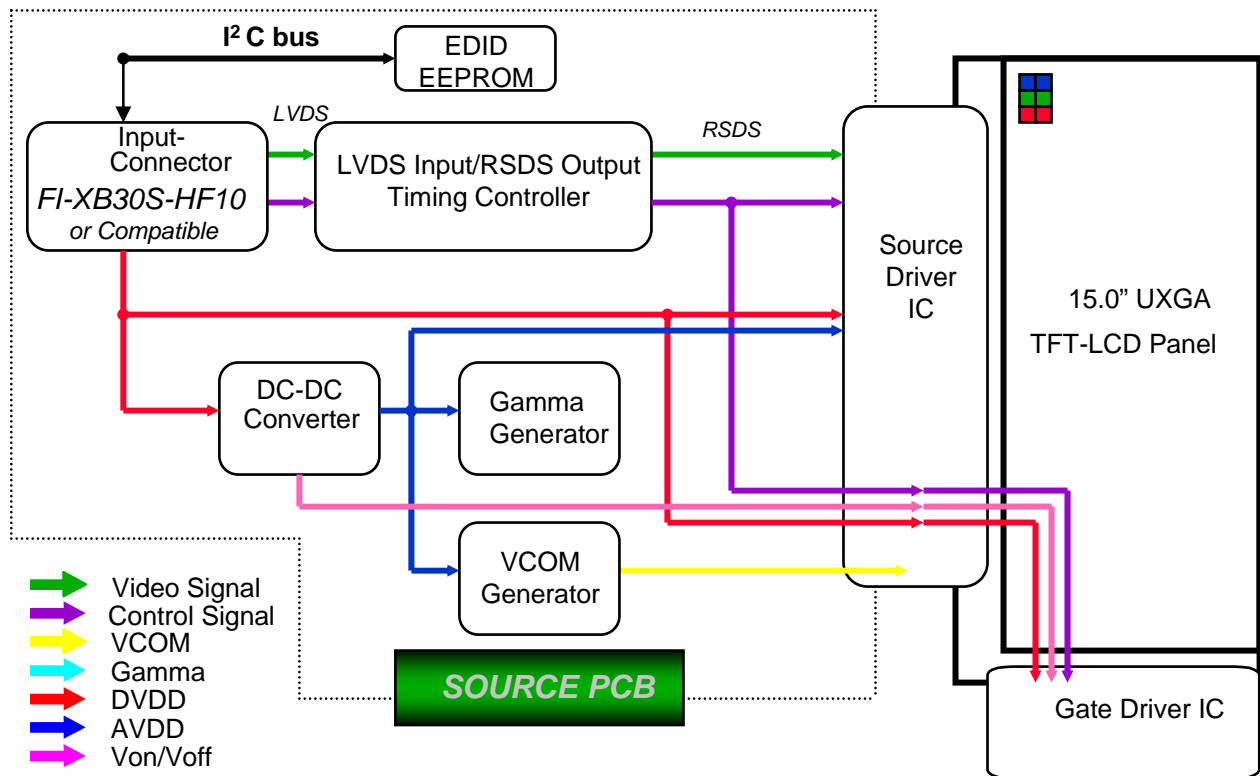 I² C bus
EDID
EEPROM
LVDS
RSDS
Input-
Connector
FI-XB30S-HF10
or Compatible
LVDS Input/RSDS Output
Timing Controller
Source
Driver
IC
15.0” UXGA
TFT-LCD Panel
DC-DC
Converter
Gamma
Generator
VCOM
Generator
Video Signal
Control Signal
VCOM
Gamma
DVDD
AVDD
Von/Voff
SOURCE PCB
Gate Driver IC